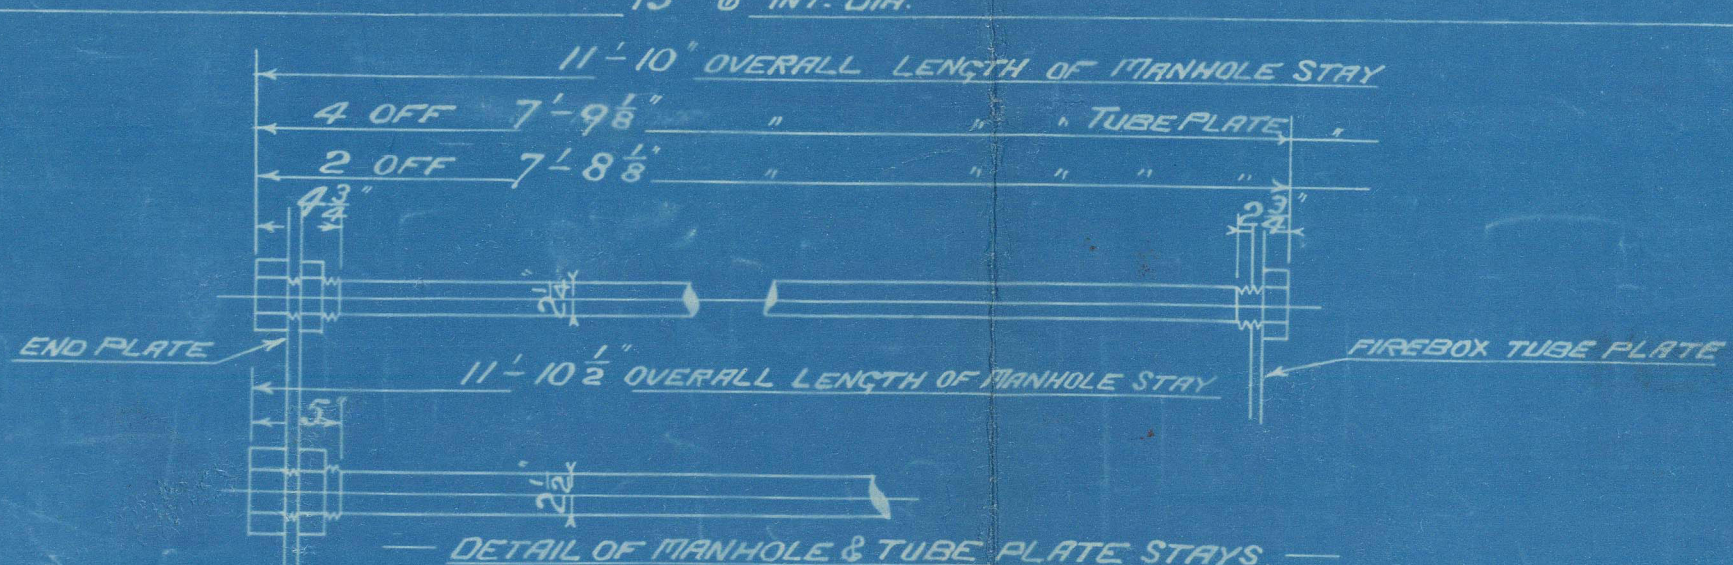 INT. DIA.
11'-10" OVERALL LENGTH OF MANHOLE STAY
4 OFF 7'-9 1/8" " " " TUBE PLATE "
2 OFF 7'-8 1/8" " " " " "
4 3/4"
2 3/4"
2 1/4"
END PLATE
FIREBOX TUBE PLATE
11'-10 1/2" OVERALL LENGTH OF MANHOLE STAY
5"
2 1/2"
DETAIL OF MANHOLE & TUBE PLATE STAYS